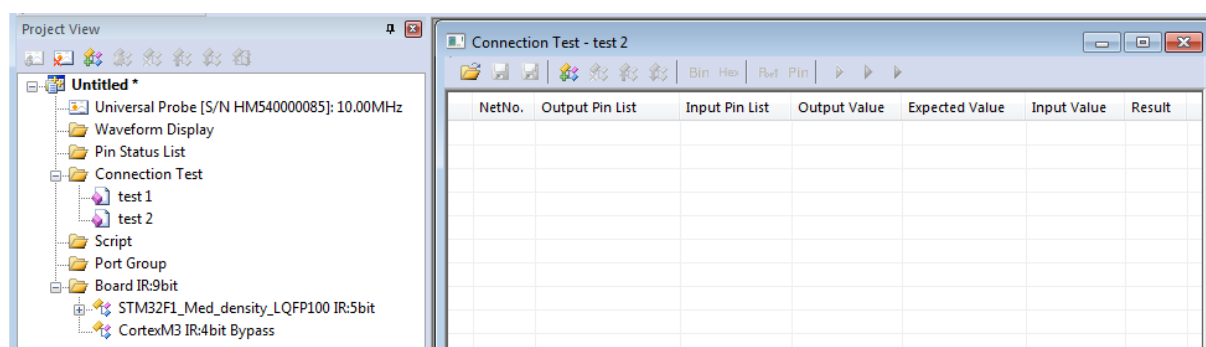 Project View
Untitled *
Universal Probe [S/N HM540000085]: 10.00MHz
Waveform Display
Pin Status List
Connection Test
test 1
test 2
Script
Port Group
Board IR:9bit
STM32F1_Med_density_LQFP100 IR:5bit
CortexM3 IR:4bit Bypass
Connection Test - test 2
Bin Hex Port Pin
NetNo. Output Pin List Input Pin List Output Value Expected Value Input Value Result